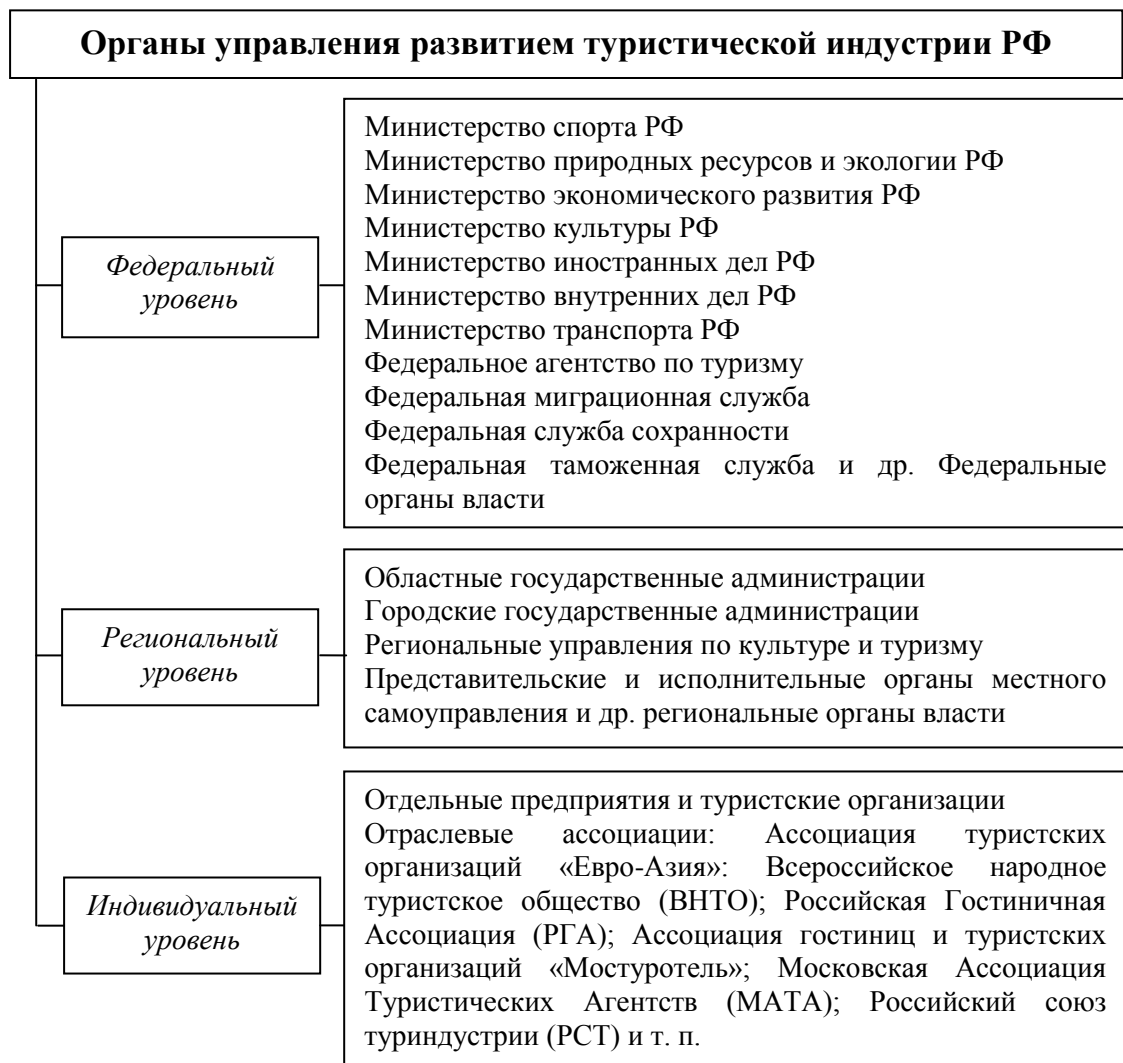 Органы управления развитием туристической индустрии РФ
Федеральный
уровень
Министерство спорта РФ
Министерство природных ресурсов и экологии РФ
Министерство экономического развития РФ
Министерство культуры РФ
Министерство иностранных дел РФ
Министерство внутренних дел РФ
Министерство транспорта РФ
Федеральное агентство по туризму
Федеральная миграционная служба
Федеральная служба сохранности
Федеральная таможенная служба и др. Федеральные
органы власти
Региональный
уровень
Областные государственные администрации
Городские государственные администрации
Региональные управления по культуре и туризму
Представительские и исполнительные органы местного
самоуправления и др. региональные органы власти
Индивидуальный
уровень
Отдельные предприятия и туристские организации
Отраслевые ассоциации: Ассоциация туристских
организаций «Евро-Азия»: Всероссийское народное
туристское общество (ВНТО); Российская Гостиничная
Ассоциация (РГА); Ассоциация гостиниц и туристских
организаций «Мостуротель»; Московская Ассоциация
Туристических Агентств (МАТА); Российский союз
туриндустрии (РСТ) и т. п.